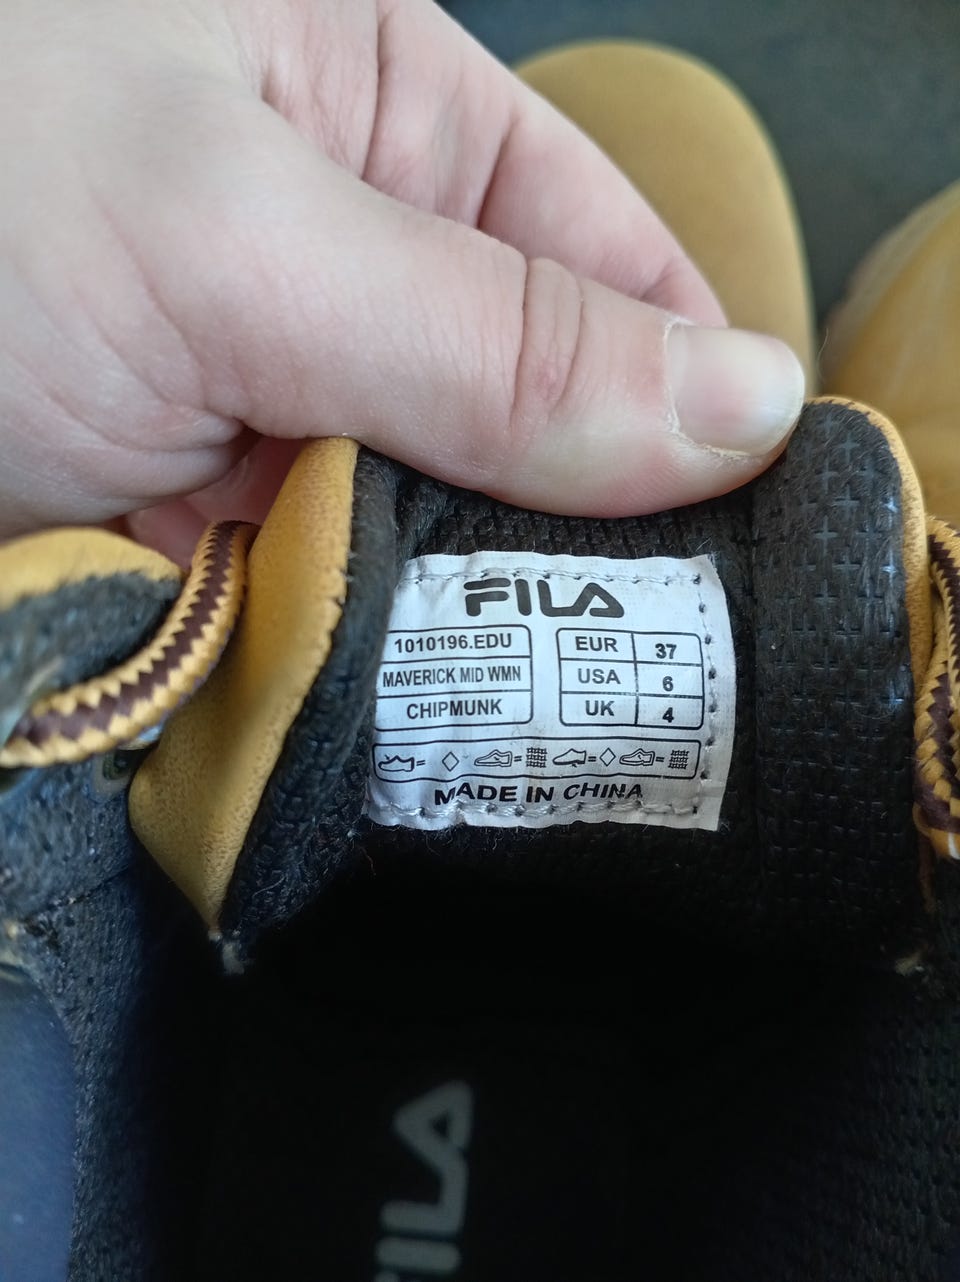 FILA
1010196.EDU
MAVERICK MID WMN
CHIPMUNK
EUR 37
USA 6
UK 4
= = = =
MADE IN CHINA
FILA